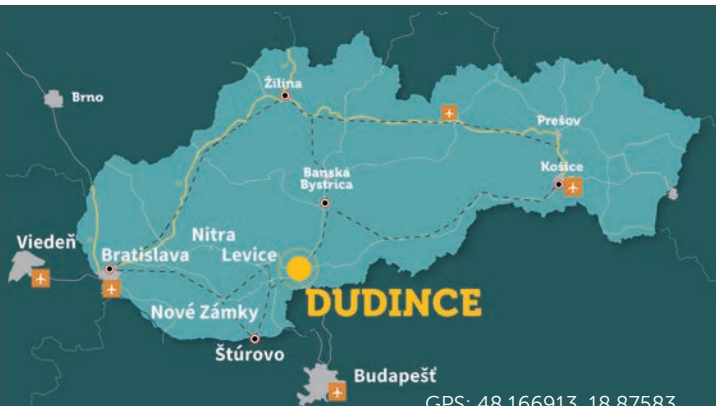 Žilina
Brno
Prešov
Košice
Banská
Bystrica
Nitra
Viedeň
Bratislava
Levice
DUDINCE
Nové Zámky
Štúrovo
Budapešť
GPS: 48.166913, 18.87583